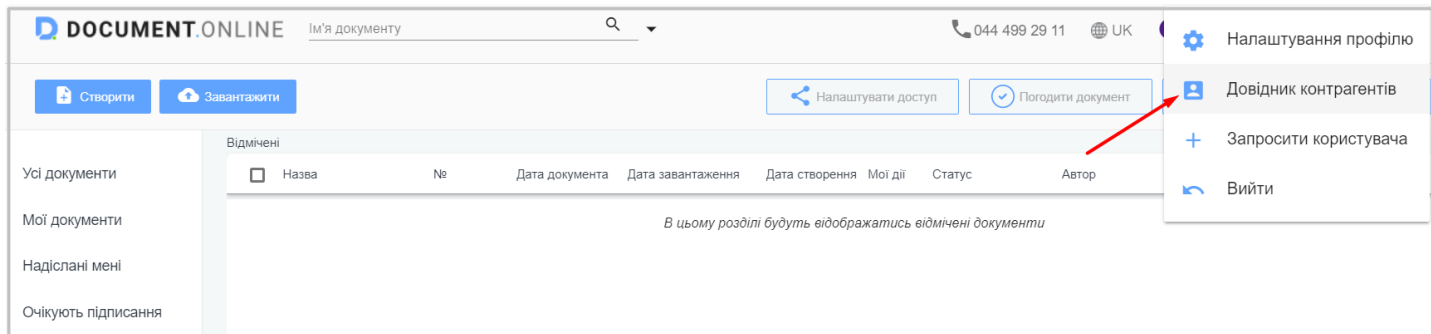 DOCUMENT.ONLINE
Ім'я документу
044 499 29 11
UK
Налаштування профілю
Довідник контрагентів
Запросити користувача
Вийти
Створити
Завантажити
Налаштувати доступ
Погодити документ
Відмічені
Усі документи
Мої документи
Надіслані мені
Очікують підписання
Назва № Дата документа Дата завантаження Дата створення Мої дії Статус Автор
В цьому розділі будуть відображатись відмічені документи